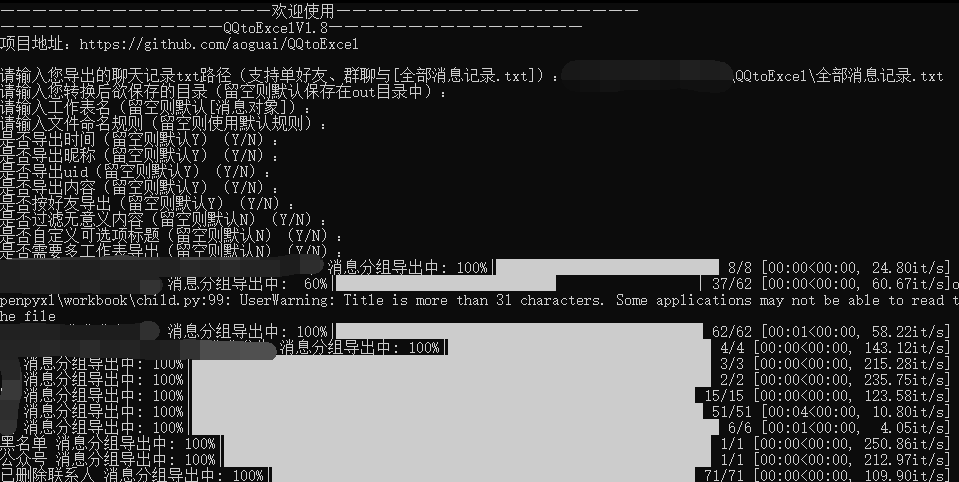 ————————————————欢迎使用——————————————————
—————————————QQtoExcelV1.8———————————————
项目地址：https://github.com/aoguai/QQtoExcel
请输入您导出的聊天记录txt路径（支持单好友、群聊与[全部消息记录.txt]）：QQtoExcel\全部消息记录.txt
请输入您转换后欲保存的目录（留空则默认保存在out目录中）：
请输入工作表名（留空则默认[消息对象]）：
请输入文件命名规则（留空则使用默认规则）：
是否导出时间（留空则默认Y）（Y/N）：
是否导出昵称（留空则默认Y）（Y/N）：
是否导出uid（留空则默认Y）（Y/N）：
是否导出内容（留空则默认Y）（Y/N）：
是否按好友导出（留空则默认Y）（Y/N）：
是否过滤无意义内容（留空则默认N）（Y/N）：
是否自定义可选项标题（留空则默认N）（Y/N）：
是否需要多工作表导出（留空则默认N）（Y/N）：
消息分组导出中: 100%| | 8/8 [00:00<00:00, 24.80it/s]
消息分组导出中:  60%| | 37/62 [00:00<00:00, 60.67it/s]o
penpyxl\workbook\child.py:99: UserWarning: Title is more than 31 characters. Some applications may not be able to read t
he file
消息分组导出中: 100%| | 62/62 [00:01<00:00, 58.22it/s]
消息分组导出中: 100%| | 4/4 [00:00<00:00, 143.12it/s]
消息分组导出中: 100%| | 3/3 [00:00<00:00, 215.28it/s]
消息分组导出中: 100%| | 2/2 [00:00<00:00, 235.75it/s]
消息分组导出中: 100%| | 15/15 [00:00<00:00, 123.58it/s]
消息分组导出中: 100%| | 51/51 [00:04<00:00, 10.80it/s]
消息分组导出中: 100%| | 6/6 [00:01<00:00, 4.05it/s]
黑名单 消息分组导出中: 100%| | 1/1 [00:00<00:00, 250.86it/s]
公众号 消息分组导出中: 100%| | 1/1 [00:00<00:00, 212.97it/s]
已删除联系人 消息分组导出中: 100%| | 71/71 [00:00<00:00, 109.90it/s]